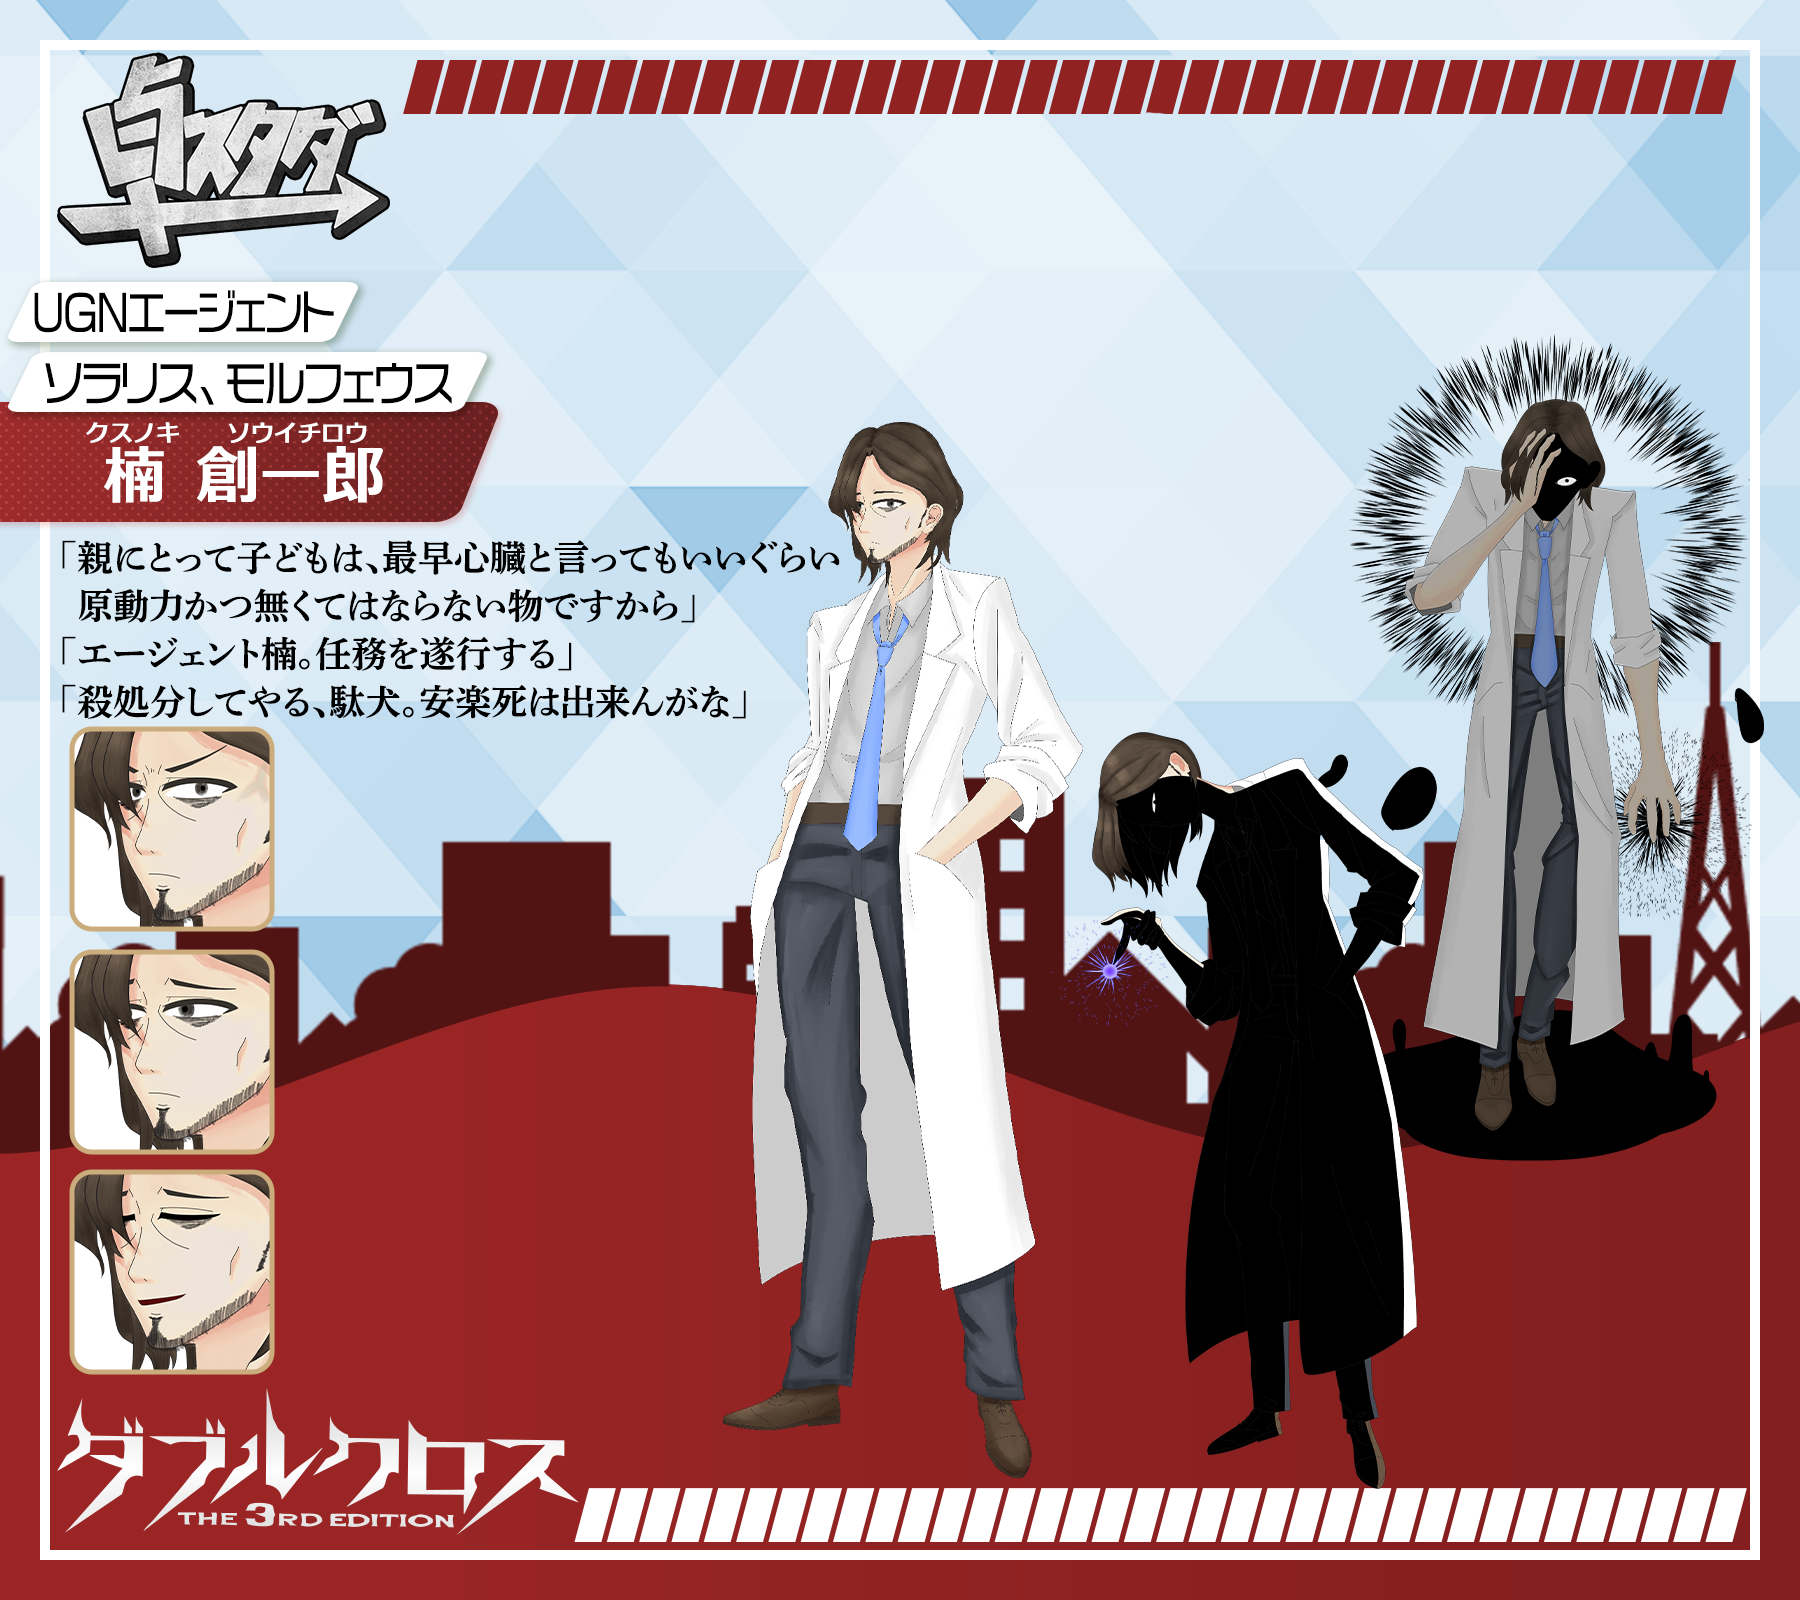 卓スタダ
UGNエージェント
ソラリス、モルフェウス
クスノキ ソウイチロウ
楠 創一郎
「親にとって子どもは、最早心臓と言ってもいいぐらい
原動力かつ無くてはならない物ですから」
「エージェント楠。任務を遂行する」
「殺処分してやる、駄犬。安楽死は出来んがな」
ダブルクロス
THE 3RD EDITION